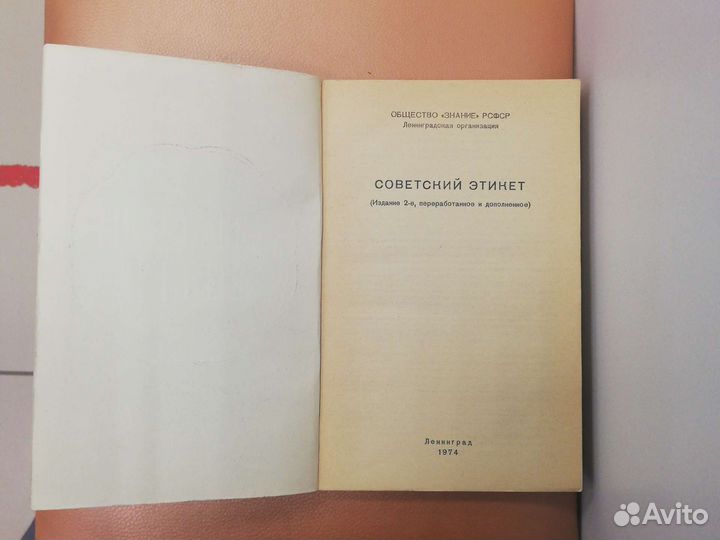 ОБЩЕСТВО «ЗНАНИЕ» РСФСР
Ленинградская организация
СОВЕТСКИЙ ЭТИКЕТ
(Издание 2-е, переработанное и дополненное)
Ленинград
1974
Avito